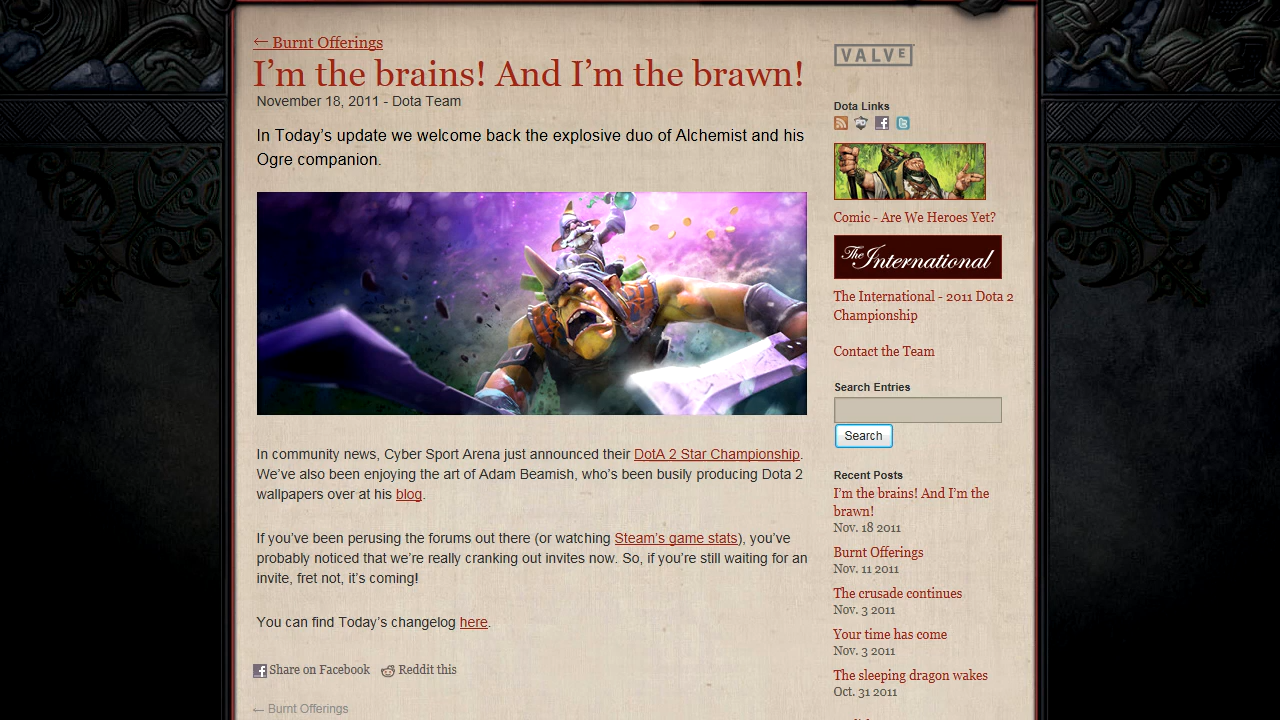 ← Burnt Offerings
I’m the brains! And I’m the brawn!
November 18, 2011 - Dota Team
In Today’s update we welcome back the explosive duo of Alchemist and his
Ogre companion.
In community news, Cyber Sport Arena just announced their DotA 2 Star Championship.
We’ve also been enjoying the art of Adam Beamish, who’s been busily producing Dota 2
wallpapers over at his blog.
If you’ve been perusing the forums out there (or watching Steam’s game stats), you’ve
probably noticed that we’re really cranking out invites now. So, if you’re still waiting for an
invite, fret not, it’s coming!
You can find Today’s changelog here.
Share on Facebook Reddit this
← Burnt Offerings
VALVE
Dota Links
Comic - Are We Heroes Yet?
The International
The International - 2011 Dota 2
Championship
Contact the Team
Search Entries
Search
Recent Posts
I’m the brains! And I’m the
brawn!
Nov. 18 2011
Burnt Offerings
Nov. 11 2011
The crusade continues
Nov. 3 2011
Your time has come
Nov. 3 2011
The sleeping dragon wakes
Oct. 31 2011